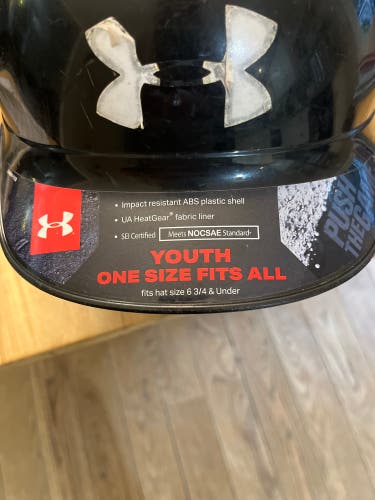 • Impact resistant ABS plastic shell
• UA HeatGear® fabric liner
• SEI Certified Meets NOCSAE Standard•
YOUTH
ONE SIZE FITS ALL
fits hat size 6 3/4 & Under
PUSH